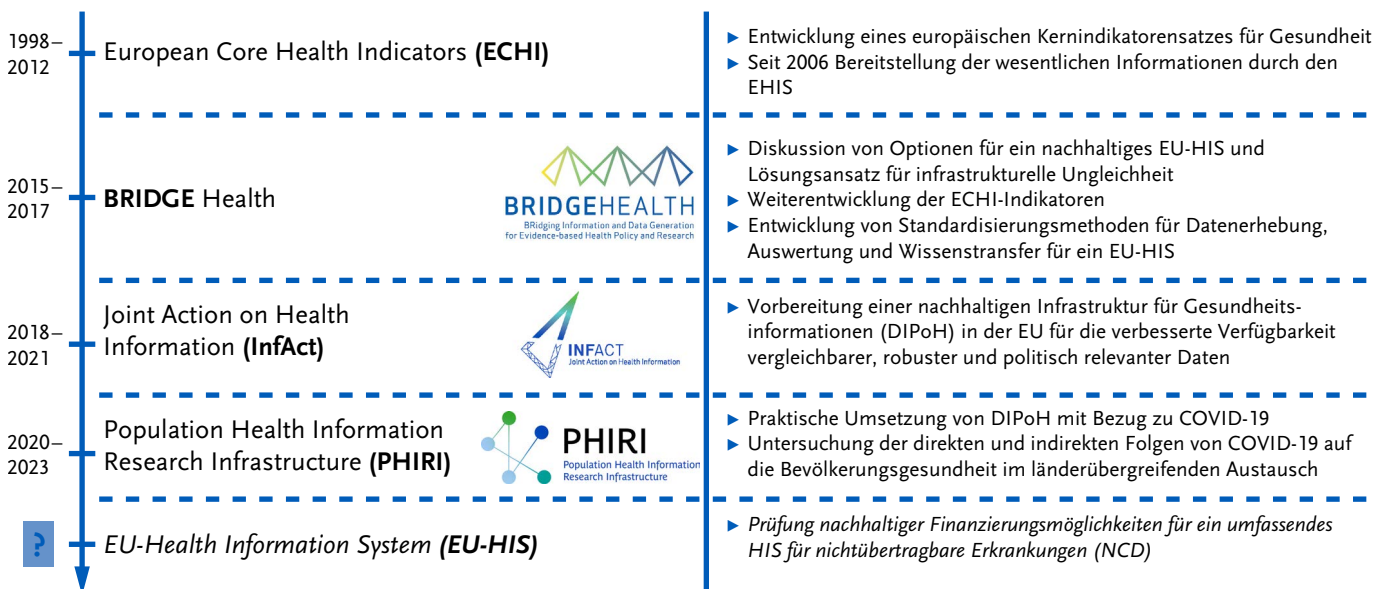 1998–
2012
European Core Health Indicators (ECHI)
▶ Entwicklung eines europäischen Kernindikatorensatzes für Gesundheit
▶ Seit 2006 Bereitstellung der wesentlichen Informationen durch den
EHIS
2015–
2017
BRIDGE Health
BRIDGEHEALTH
BRidging Information and Data Generation
for Evidence-based Health Policy and Research
▶ Diskussion von Optionen für ein nachhaltiges EU-HIS und
Lösungsansatz für infrastrukturelle Ungleichheit
▶ Weiterentwicklung der ECHI-Indikatoren
▶ Entwicklung von Standardisierungsmethoden für Datenerhebung,
Auswertung und Wissenstransfer für ein EU-HIS
2018–
2021
Joint Action on Health
Information (InfAct)
INFACT
Joint Action on Health Information
▶ Vorbereitung einer nachhaltigen Infrastruktur für Gesundheits-
informationen (DIPoH) in der EU für die verbesserte Verfügbarkeit
vergleichbarer, robuster und politisch relevanter Daten
2020–
2023
Population Health Information
Research Infrastructure (PHIRI)
PHIRI
Population Health Information
Research Infrastructure
▶ Praktische Umsetzung von DIPoH mit Bezug zu COVID-19
▶ Untersuchung der direkten und indirekten Folgen von COVID-19 auf
die Bevölkerungsgesundheit im länderübergreifenden Austausch
?
EU-Health Information System (EU-HIS)
▶ Prüfung nachhaltiger Finanzierungsmöglichkeiten für ein umfassendes
HIS für nichtübertragbare Erkrankungen (NCD)